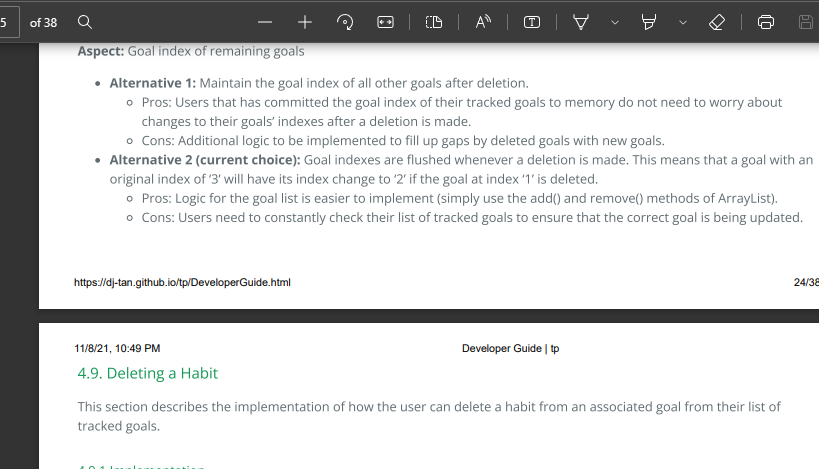 5 of 38
Aspect: Goal index of remaining goals
• Alternative 1: Maintain the goal index of all other goals after deletion.
○ Pros: Users that has committed the goal index of their tracked goals to memory do not need to worry about
changes to their goals’ indexes after a deletion is made.
○ Cons: Additional logic to be implemented to fill up gaps by deleted goals with new goals.
• Alternative 2 (current choice): Goal indexes are flushed whenever a deletion is made. This means that a goal with an
original index of ‘3’ will have its index change to ‘2’ if the goal at index ‘1’ is deleted.
○ Pros: Logic for the goal list is easier to implement (simply use the add() and remove() methods of ArrayList).
○ Cons: Users need to constantly check their list of tracked goals to ensure that the correct goal is being updated.
https://dj-tan.github.io/tp/DeveloperGuide.html 24/38
11/8/21, 10:49 PM Developer Guide | tp
4.9. Deleting a Habit
This section describes the implementation of how the user can delete a habit from an associated goal from their list of
tracked goals.
4.9.1 Implementation